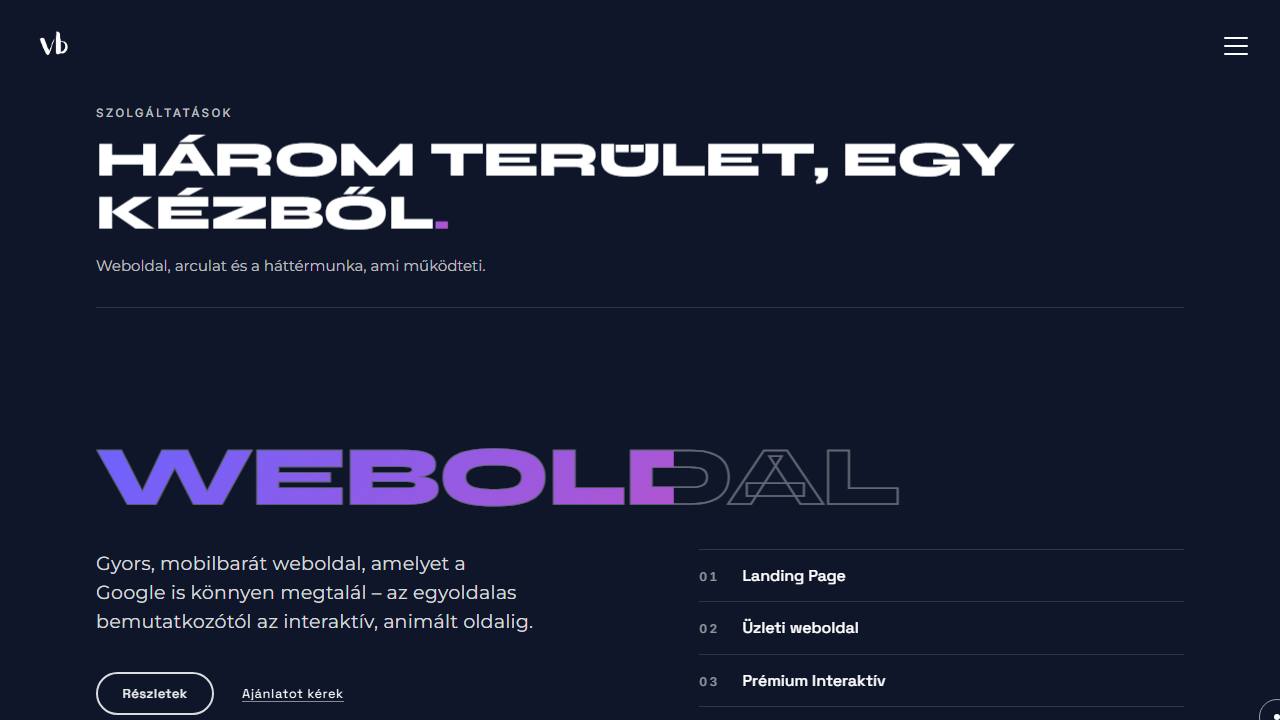 vb
SZOLGÁLTATÁSOK
HÁROM TERÜLET, EGY
KÉZBŐL.
Weboldal, arculat és a háttérmunka, ami működteti.
WEBOLDAL
Gyors, mobilbarát weboldal, amelyet a
Google is könnyen megtalál – az egyoldalas
bemutatkozótól az interaktív, animált oldalig.
Részletek
Ajánlatot kérek
01 Landing Page
02 Üzleti weboldal
03 Prémium Interaktív